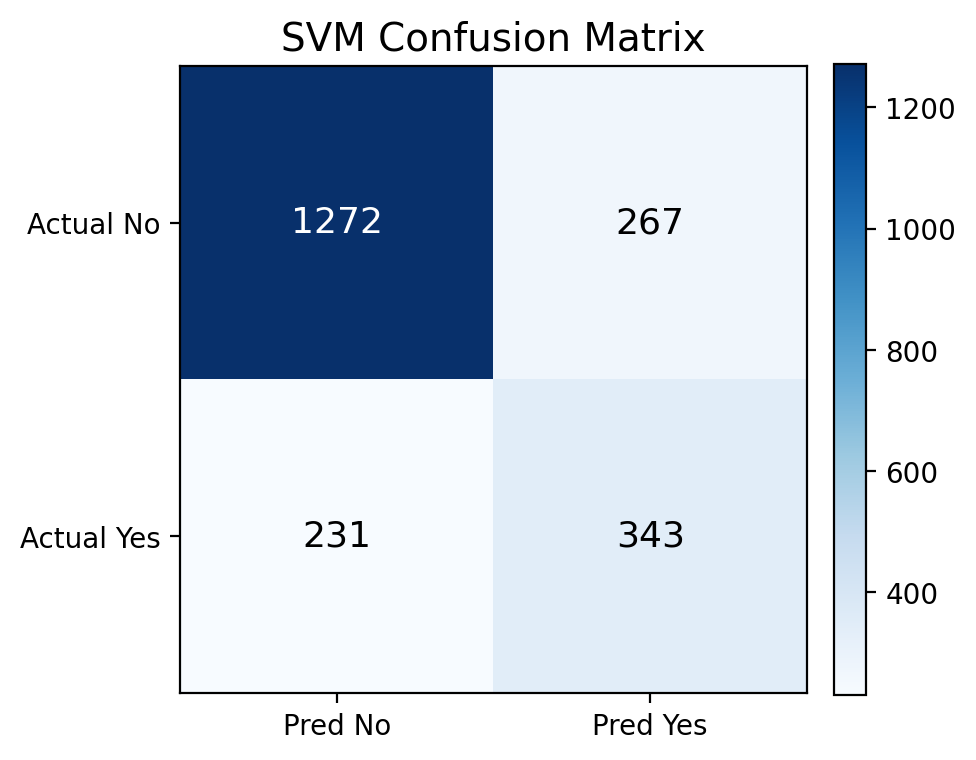 SVM Confusion Matrix
Actual No
1272
267
Actual Yes
231
343
Pred No
Pred Yes
1200
1000
800
600
400